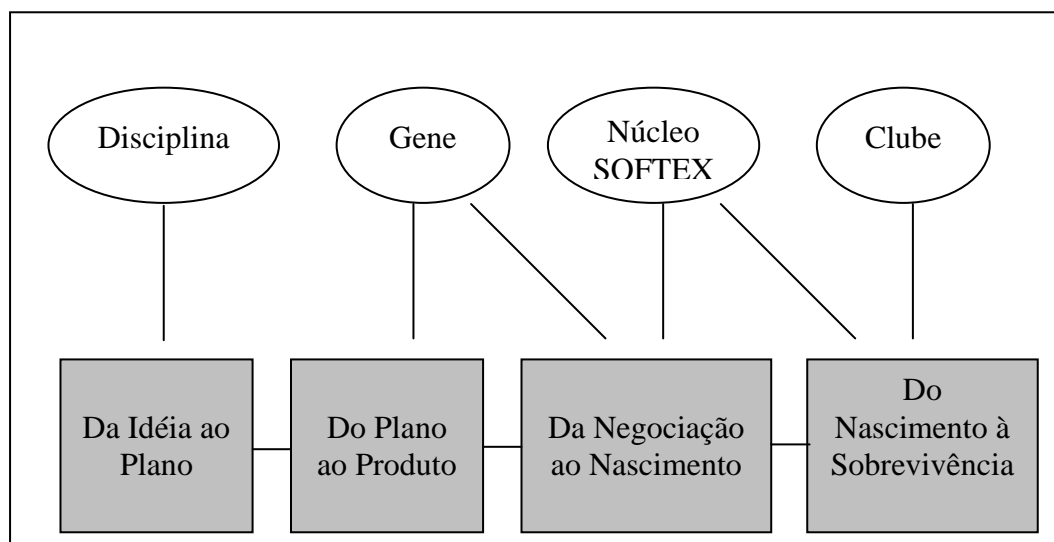 Disciplina
Gene
Núcleo
SOFTEX
Clube
Da Idéia ao
Plano
Do Plano
ao Produto
Da Negociação
ao Nascimento
Do
Nascimento à
Sobrevivência